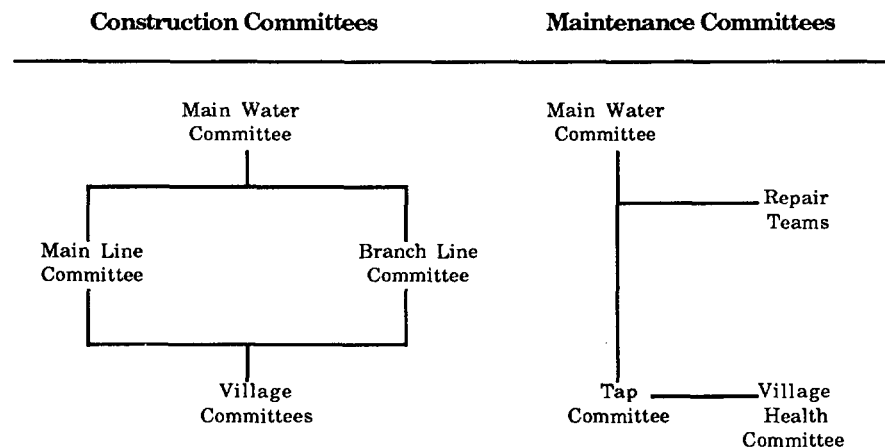 Construction Committees
Maintenance Committees
Main Water
Committee
Main Line
Committee
Branch Line
Committee
Village
Committees
Main Water
Committee
Repair
Teams
Tap
Committee
Village
Health
Committee